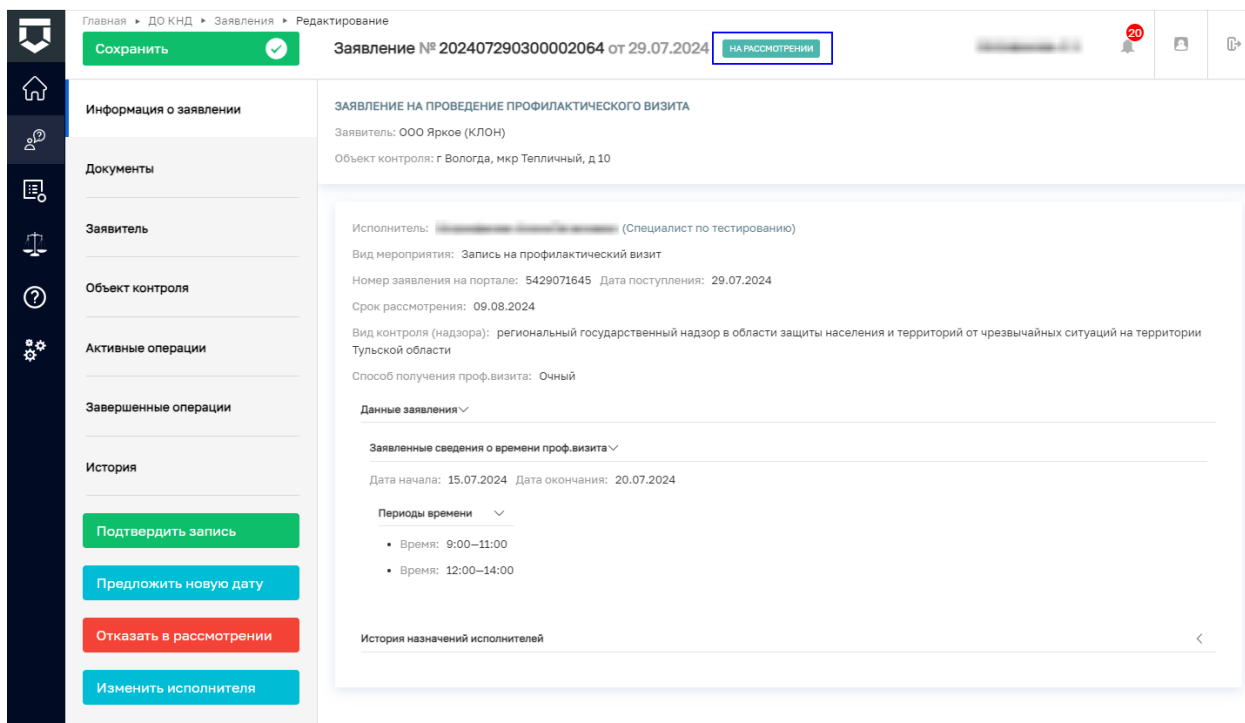 Главная ▸ ДО КНД ▸ Заявления ▸ Редактирование
Сохранить
Заявление № 202407290300002064 от 29.07.2024 НА РАССМОТРЕНИИ
20
Информация о заявлении
Документы
Заявитель
Объект контроля
Активные операции
Завершенные операции
История
Подтвердить запись
Предложить новую дату
Отказать в рассмотрении
Изменить исполнителя
ЗАЯВЛЕНИЕ НА ПРОВЕДЕНИЕ ПРОФИЛАКТИЧЕСКОГО ВИЗИТА
Заявитель: ООО Яркое (КЛОН)
Объект контроля: г Вологда, мкр Тепличный, д 10
Исполнитель: (Специалист по тестированию)
Вид мероприятия: Запись на профилактический визит
Номер заявления на портале: 5429071645 Дата поступления: 29.07.2024
Срок рассмотрения: 09.08.2024
Вид контроля (надзора): региональный государственный надзор в области защиты населения и территорий от чрезвычайных ситуаций на территории
Тульской области
Способ получения проф.визита: Очный
Данные заявления
Заявленные сведения о времени проф.визита
Дата начала: 15.07.2024 Дата окончания: 20.07.2024
Периоды времени
• Время: 9:00—11:00
• Время: 12:00—14:00
История назначений исполнителей